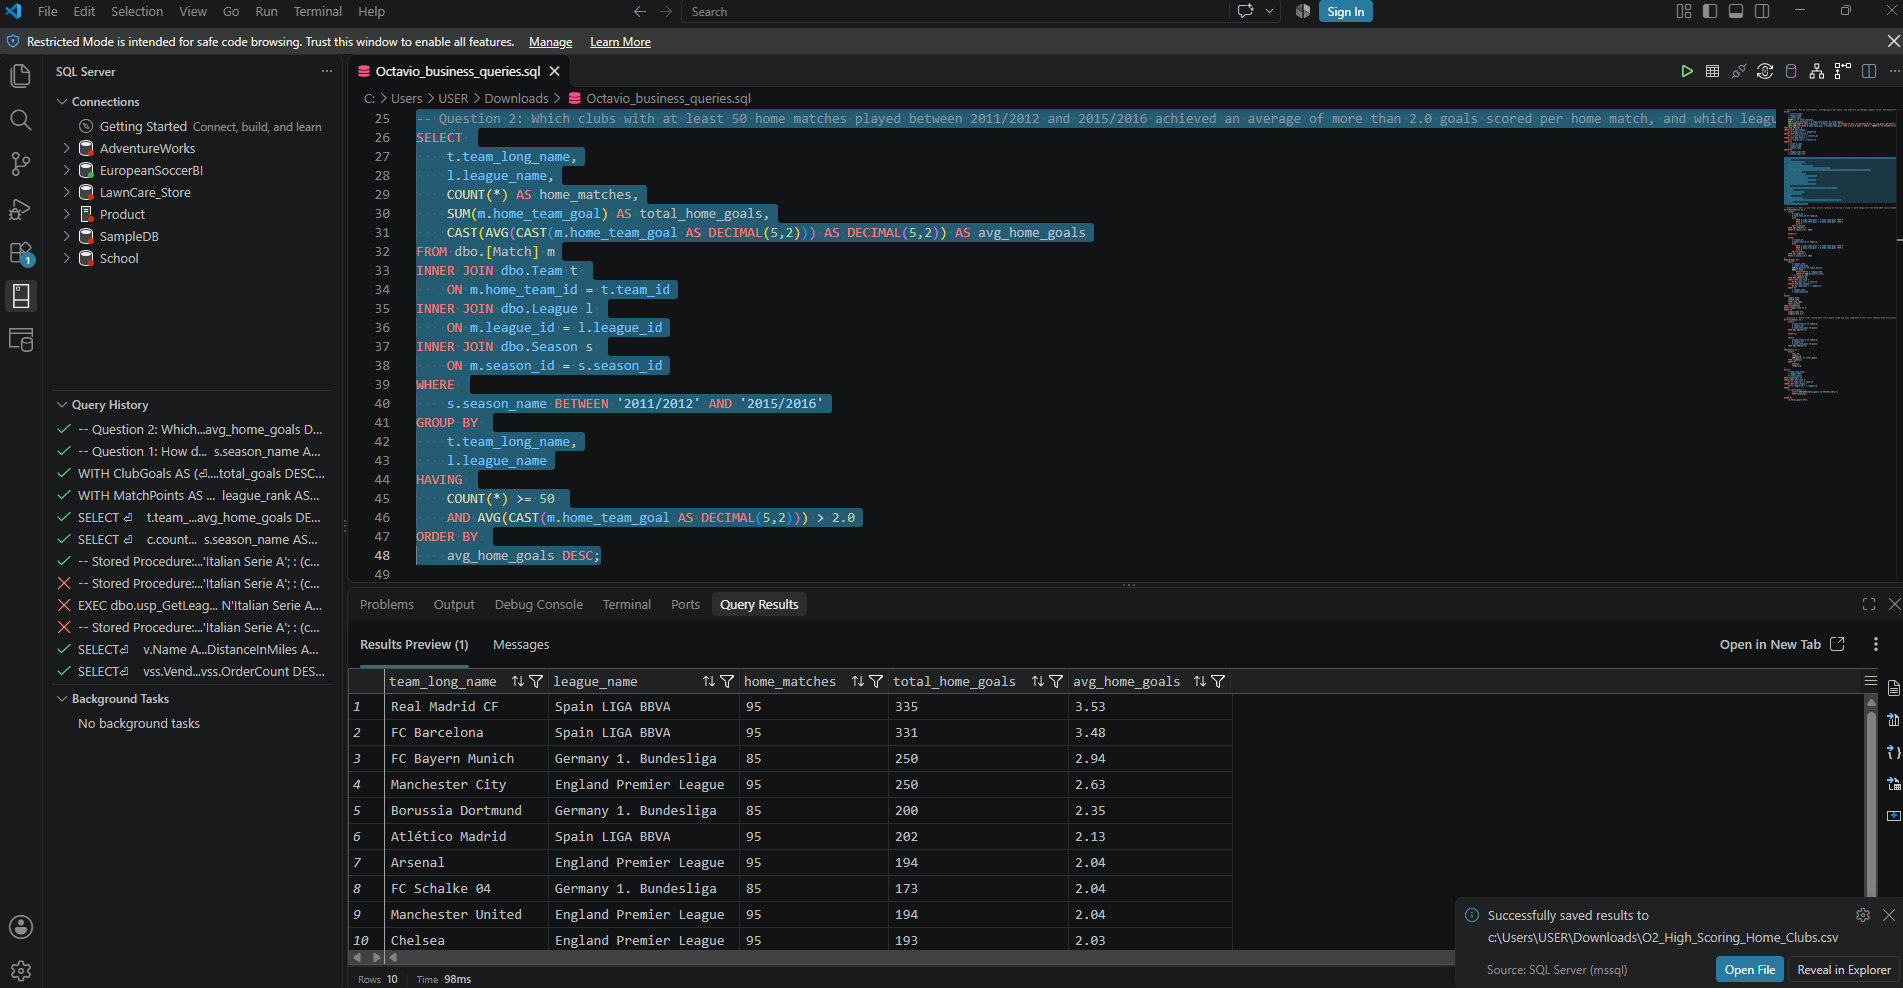 File Edit Selection View Go Run Terminal Help
Search
Sign In
Restricted Mode is intended for safe code browsing. Trust this window to enable all features. Manage Learn More
SQL Server
Connections
Getting Started Connect, build, and learn
AdventureWorks
EuropeanSoccerBI
LawnCare_Store
Product
SampleDB
School
Query History
-- Question 2: Which...avg_home_goals D...
-- Question 1: How d... s.season_name A...
WITH ClubGoals AS (⏎....total_goals DESC...
WITH MatchPoints AS ... league_rank AS...
SELECT ⏎ t.team_...avg_home_goals DE...
SELECT ⏎ c.count... s.season_name AS...
-- Stored Procedure:...'Italian Serie A'; : (c...
-- Stored Procedure:...'Italian Serie A'; : (c...
EXEC dbo.usp_GetLeag... N'Italian Serie A...
-- Stored Procedure:...'Italian Serie A'; : (c...
SELECT⏎ v.Name A...DistanceInMiles A...
SELECT⏎ vss.Vend...vss.OrderCount DES...
Background Tasks
No background tasks
1
Octavio_business_queries.sql
C: > Users > USER > Downloads > Octavio_business_queries.sql
25 -- Question 2: Which clubs with at least 50 home matches played between 2011/2012 and 2015/2016 achieved an average of more than 2.0 goals scored per home match, and which leagu
26 SELECT
27 t.team_long_name,
28 l.league_name,
29 COUNT(*) AS home_matches,
30 SUM(m.home_team_goal) AS total_home_goals,
31 CAST(AVG(CAST(m.home_team_goal AS DECIMAL(5,2))) AS DECIMAL(5,2)) AS avg_home_goals
32 FROM dbo.[Match] m
33 INNER JOIN dbo.Team t
34 ON m.home_team_id = t.team_id
35 INNER JOIN dbo.League l
36 ON m.league_id = l.league_id
37 INNER JOIN dbo.Season s
38 ON m.season_id = s.season_id
39 WHERE
40 s.season_name BETWEEN '2011/2012' AND '2015/2016'
41 GROUP BY
42 t.team_long_name,
43 l.league_name
44 HAVING
45 COUNT(*) >= 50
46 AND AVG(CAST(m.home_team_goal AS DECIMAL(5,2))) > 2.0
47 ORDER BY
48 avg_home_goals DESC;
49
Problems Output Debug Console Terminal Ports Query Results
Results Preview (1) Messages Open in New Tab
team_long_name league_name home_matches total_home_goals avg_home_goals
1 Real Madrid CF Spain LIGA BBVA 95 335 3.53
2 FC Barcelona Spain LIGA BBVA 95 331 3.48
3 FC Bayern Munich Germany 1. Bundesliga 85 250 2.94
4 Manchester City England Premier League 95 250 2.63
5 Borussia Dortmund Germany 1. Bundesliga 85 200 2.35
6 Atlético Madrid Spain LIGA BBVA 95 202 2.13
7 Arsenal England Premier League 95 194 2.04
8 FC Schalke 04 Germany 1. Bundesliga 85 173 2.04
9 Manchester United England Premier League 95 194 2.04
10 Chelsea England Premier League 95 193 2.03
Rows 10 Time 98ms
Successfully saved results to
c:\Users\USER\Downloads\O2_High_Scoring_Home_Clubs.csv
Source: SQL Server (mssql)
Open File Reveal in Explorer